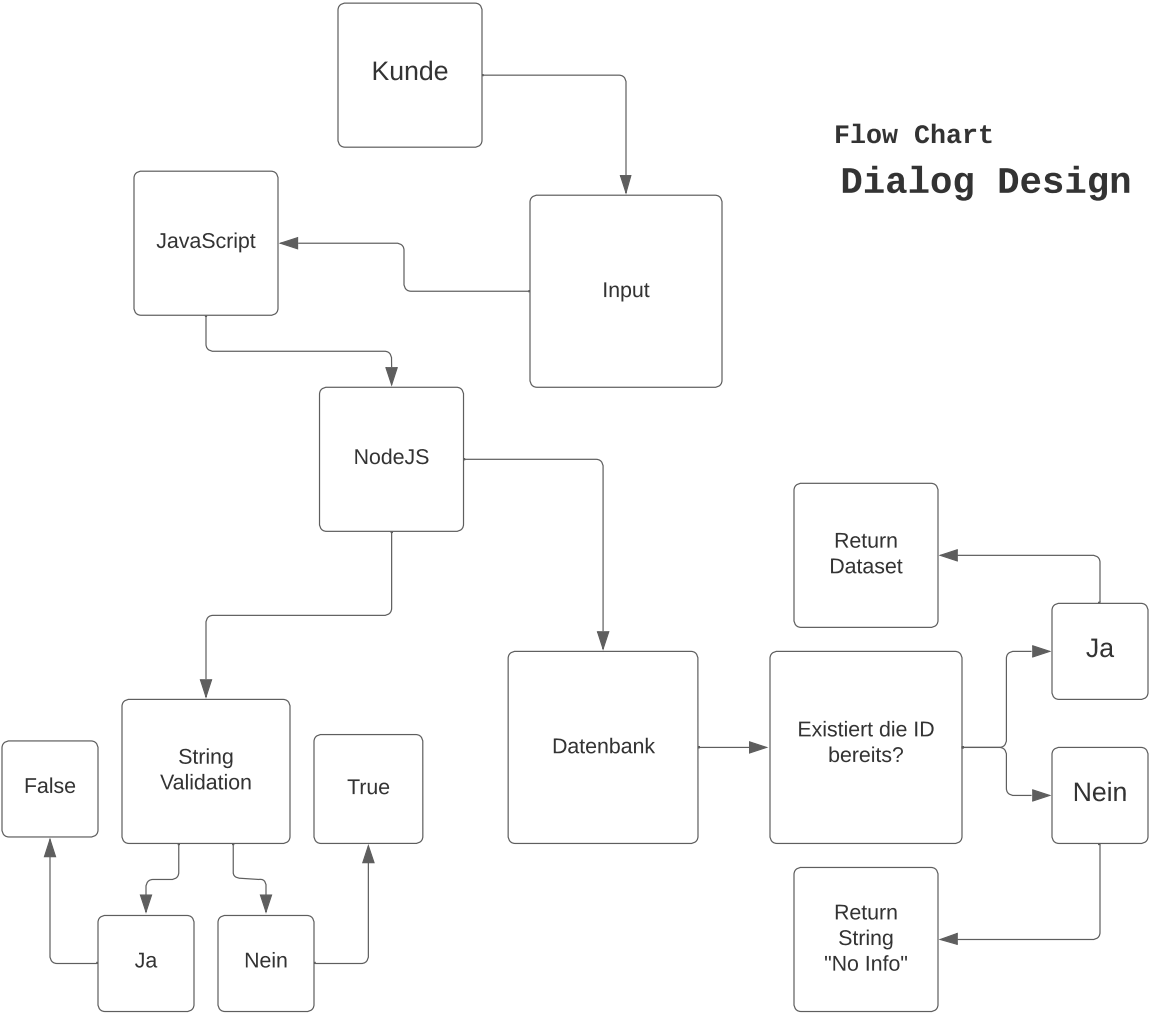 Kunde
Flow Chart
Dialog Design
JavaScript
Input
NodeJS
Return
Dataset
Ja
String
Validation
False
True
Datenbank
Existiert die ID
bereits?
Nein
Ja
Nein
Return
String
"No Info"